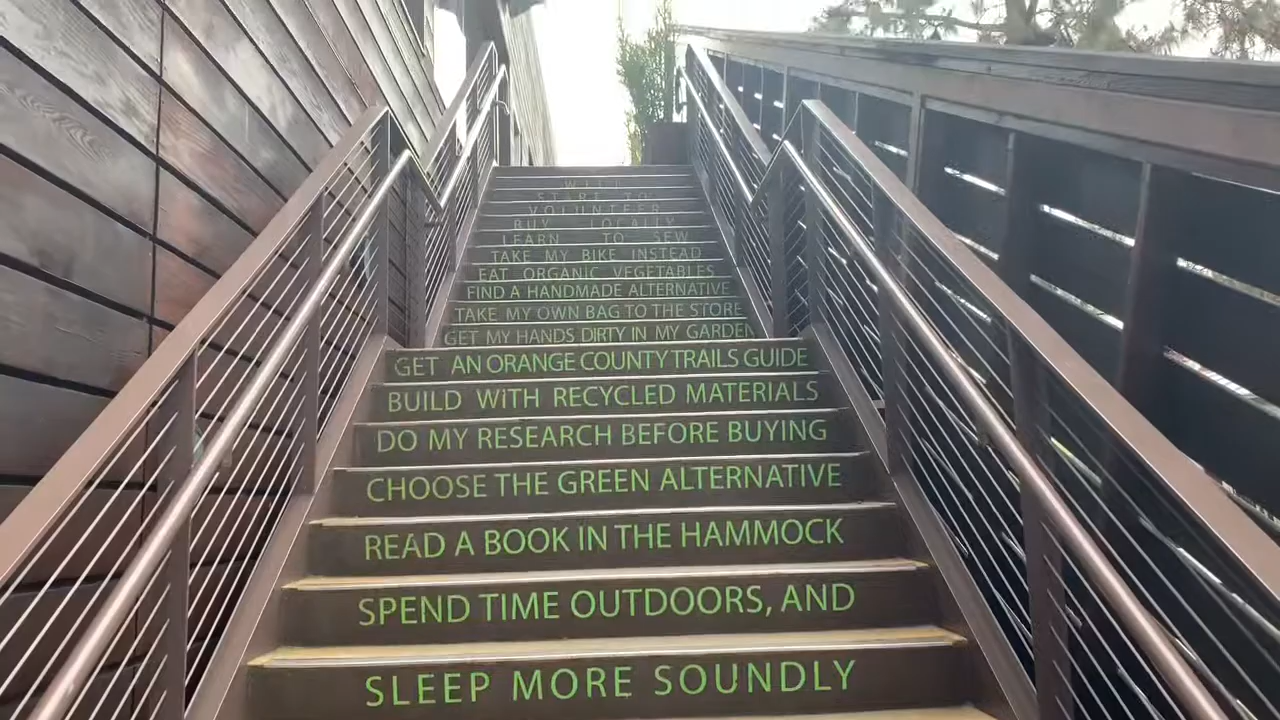 WILL
START TO
VOLUNTEER
BUY LOCALLY
LEARN TO SEW
TAKE MY BIKE INSTEAD
EAT ORGANIC VEGETABLES
FIND A HANDMADE ALTERNATIVE
TAKE MY OWN BAG TO THE STORE
GET MY HANDS DIRTY IN MY GARDEN
GET AN ORANGE COUNTY TRAILS GUIDE
BUILD WiTH RECYCLED MATERIALS
DO MY RESEARCH BEFORE BUYING
CHOOSE THE GREEN ALTERNATIVE
READ A BOOK IN THE HAMMOCK
SPEND TIME OUTDOORS, AND
SLEEP MORE SOUNDLY